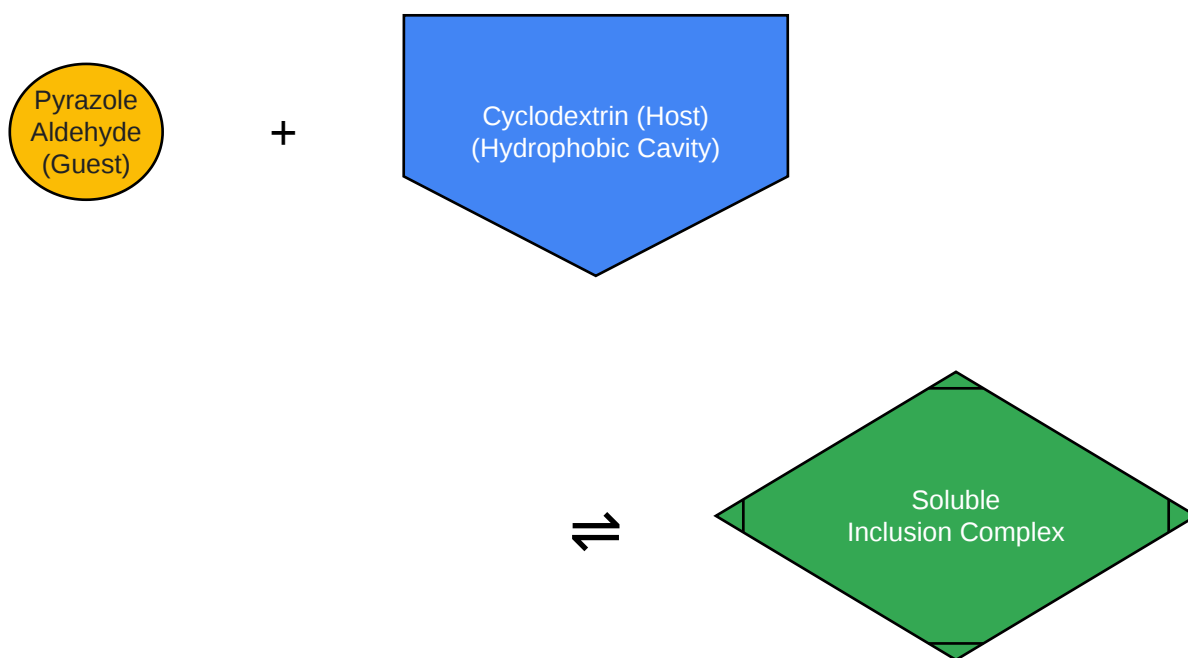 Pyrazole
Aldehyde
(Guest)
+
Cyclodextrin (Host)
(Hydrophobic Cavity)
⇌
Soluble
Inclusion Complex